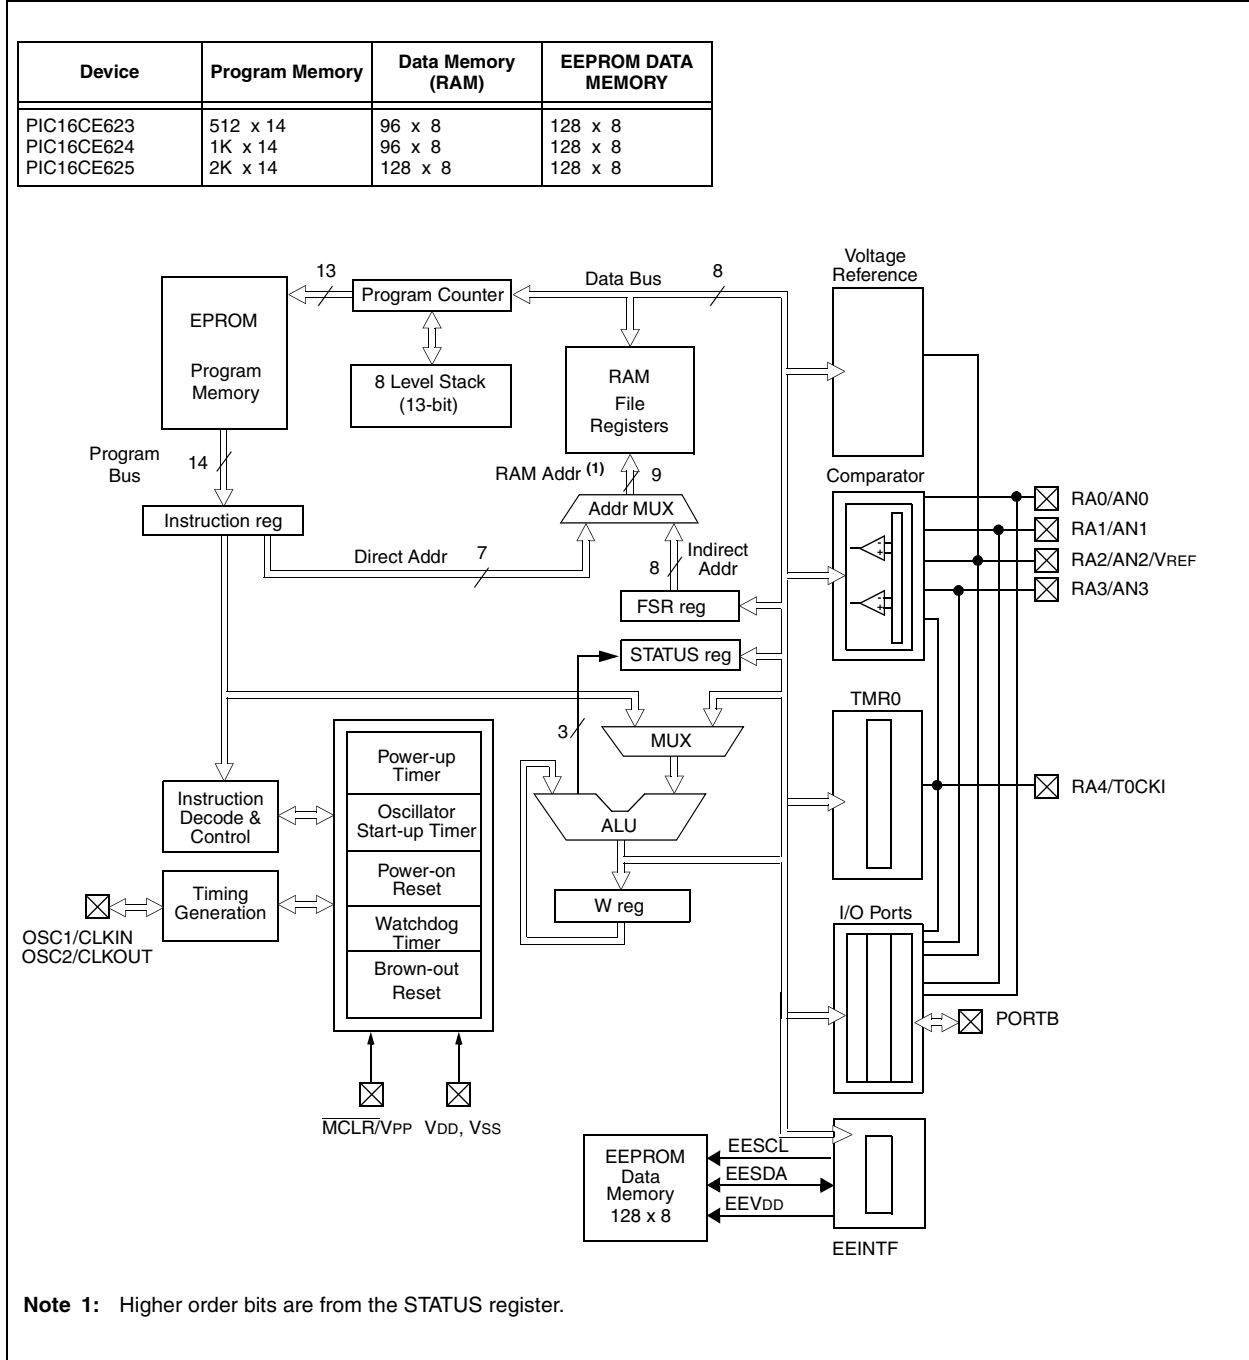 Device Program Memory Data Memory (RAM) EEPROM DATA MEMORY
PIC16CE623 512 x 14 96 x 8 128 x 8
PIC16CE624 1K x 14 96 x 8 128 x 8
PIC16CE625 2K x 14 128 x 8 128 x 8
Voltage
Reference
13
Data Bus
8
Program Counter
EPROM
Program
Memory
8 Level Stack
(13-bit)
RAM
File
Registers
Program
Bus
14
RAM Addr (1)
9
Comparator
RA0/AN0
Instruction reg
Addr MUX
RA1/AN1
-
+
Direct Addr
7
8
Indirect
Addr
RA2/AN2/VREF
RA3/AN3
FSR reg
-
+
STATUS reg
TMR0
3
MUX
Power-up
Timer
Instruction
Decode &
Control
Oscillator
Start-up Timer
ALU
RA4/T0CKI
Power-on
Reset
Timing
Generation
W reg
I/O Ports
Watchdog
Timer
OSC1/CLKIN
OSC2/CLKOUT
Brown-out
Reset
PORTB
MCLR/VPP
VDD, VSS
EEPROM
Data
Memory
128 x 8
EESCL
EESDA
EEVDD
EEINTF
Note 1: Higher order bits are from the STATUS register.